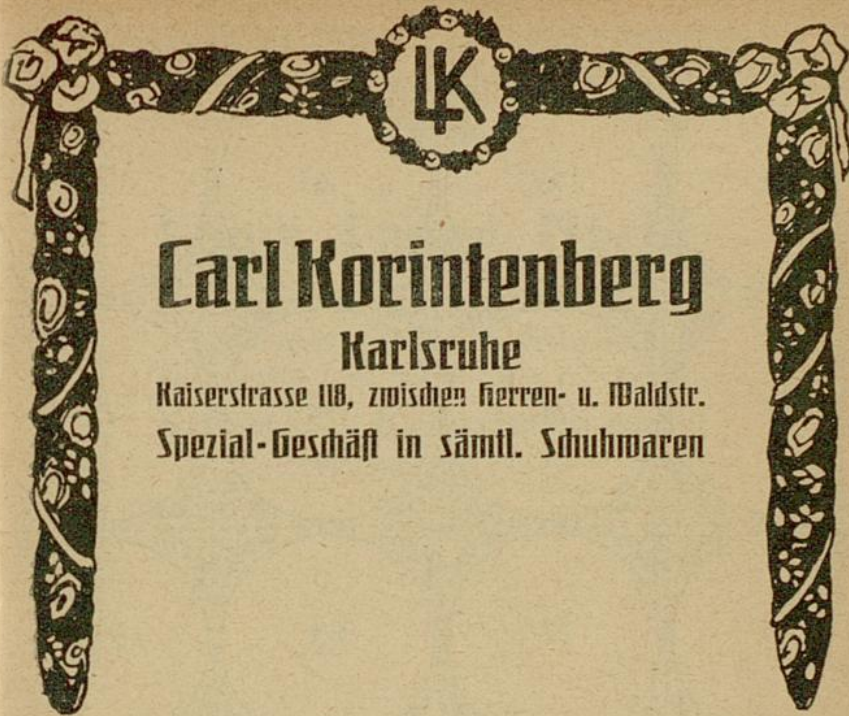 LK
Carl Korintenberg
Karlsruhe
Kaiserstrasse 118, zwischen Herren- u. Waldstr.
Spezial-Geschäft in sämtl. Schuhwaren